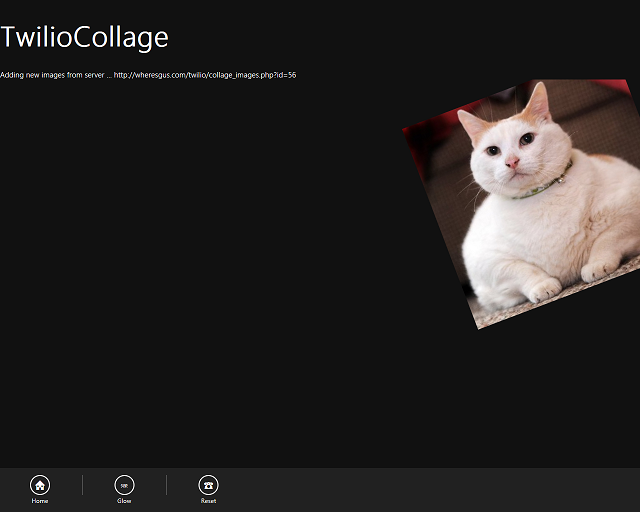 TwilioCollage
Adding new images from server ... http://wheresgus.com/twilio/collage_images.php?id=56
Home
Glow
Reset